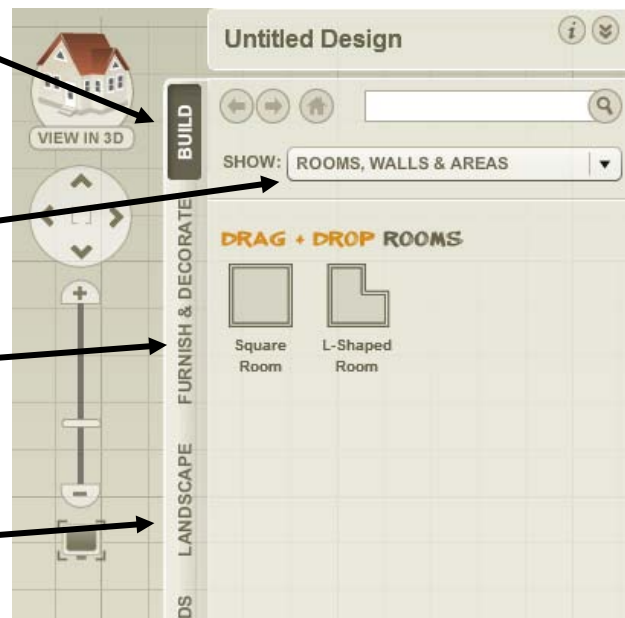 Untitled Design
i
VIEW IN 3D
BUILD
SHOW: ROOMS, WALLS & AREAS
FURNISH & DECORATE
DRAG + DROP ROOMS
Square Room
L-Shaped Room
LANDSCAPE
DS